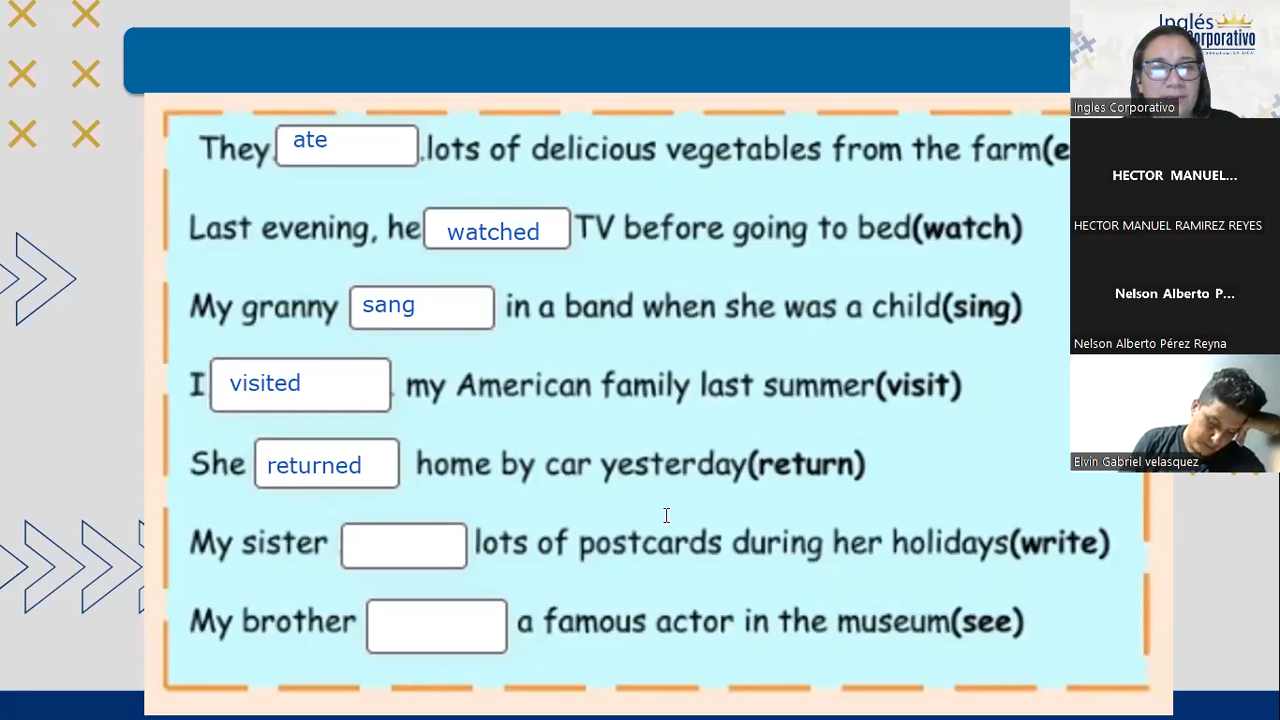 They ate .lots of delicious vegetables from the farm(e
Last evening, he watched TV before going to bed(watch)
My granny sang in a band when she was a child(sing)
I visited my American family last summer(visit)
She returned home by car yesterday(return)
My sister lots of postcards during her holidays(write)
My brother a famous actor in the museum(see)
Inglés
Corporativo
Ingles Corporativo
HECTOR MANUEL...
HECTOR MANUEL RAMIREZ REYES
Nelson Alberto P...
Nelson Alberto Pérez Reyna
Elvin Gabriel velasquez